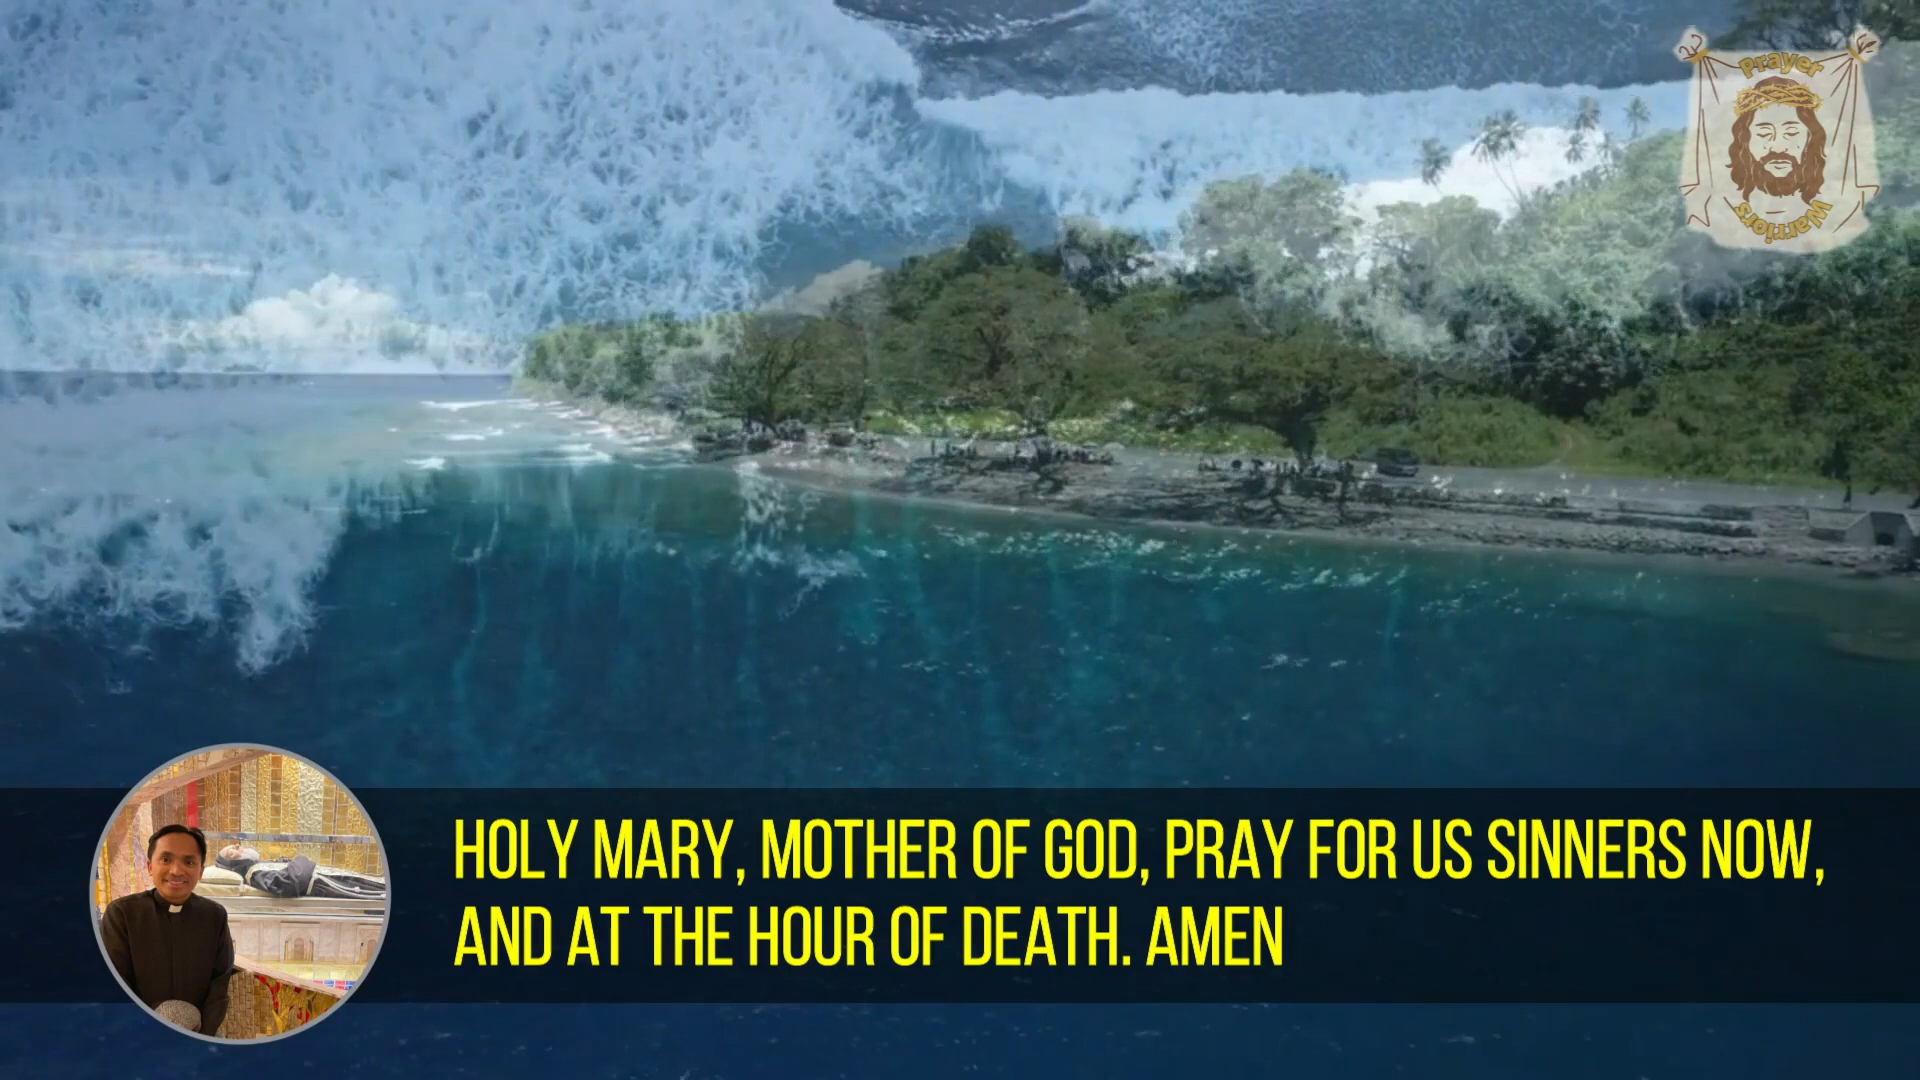 Prayer
Warriors
HOLY MARY, MOTHER OF GOD, PRAY FOR US SINNERS NOW,
AND AT THE HOUR OF DEATH. AMEN